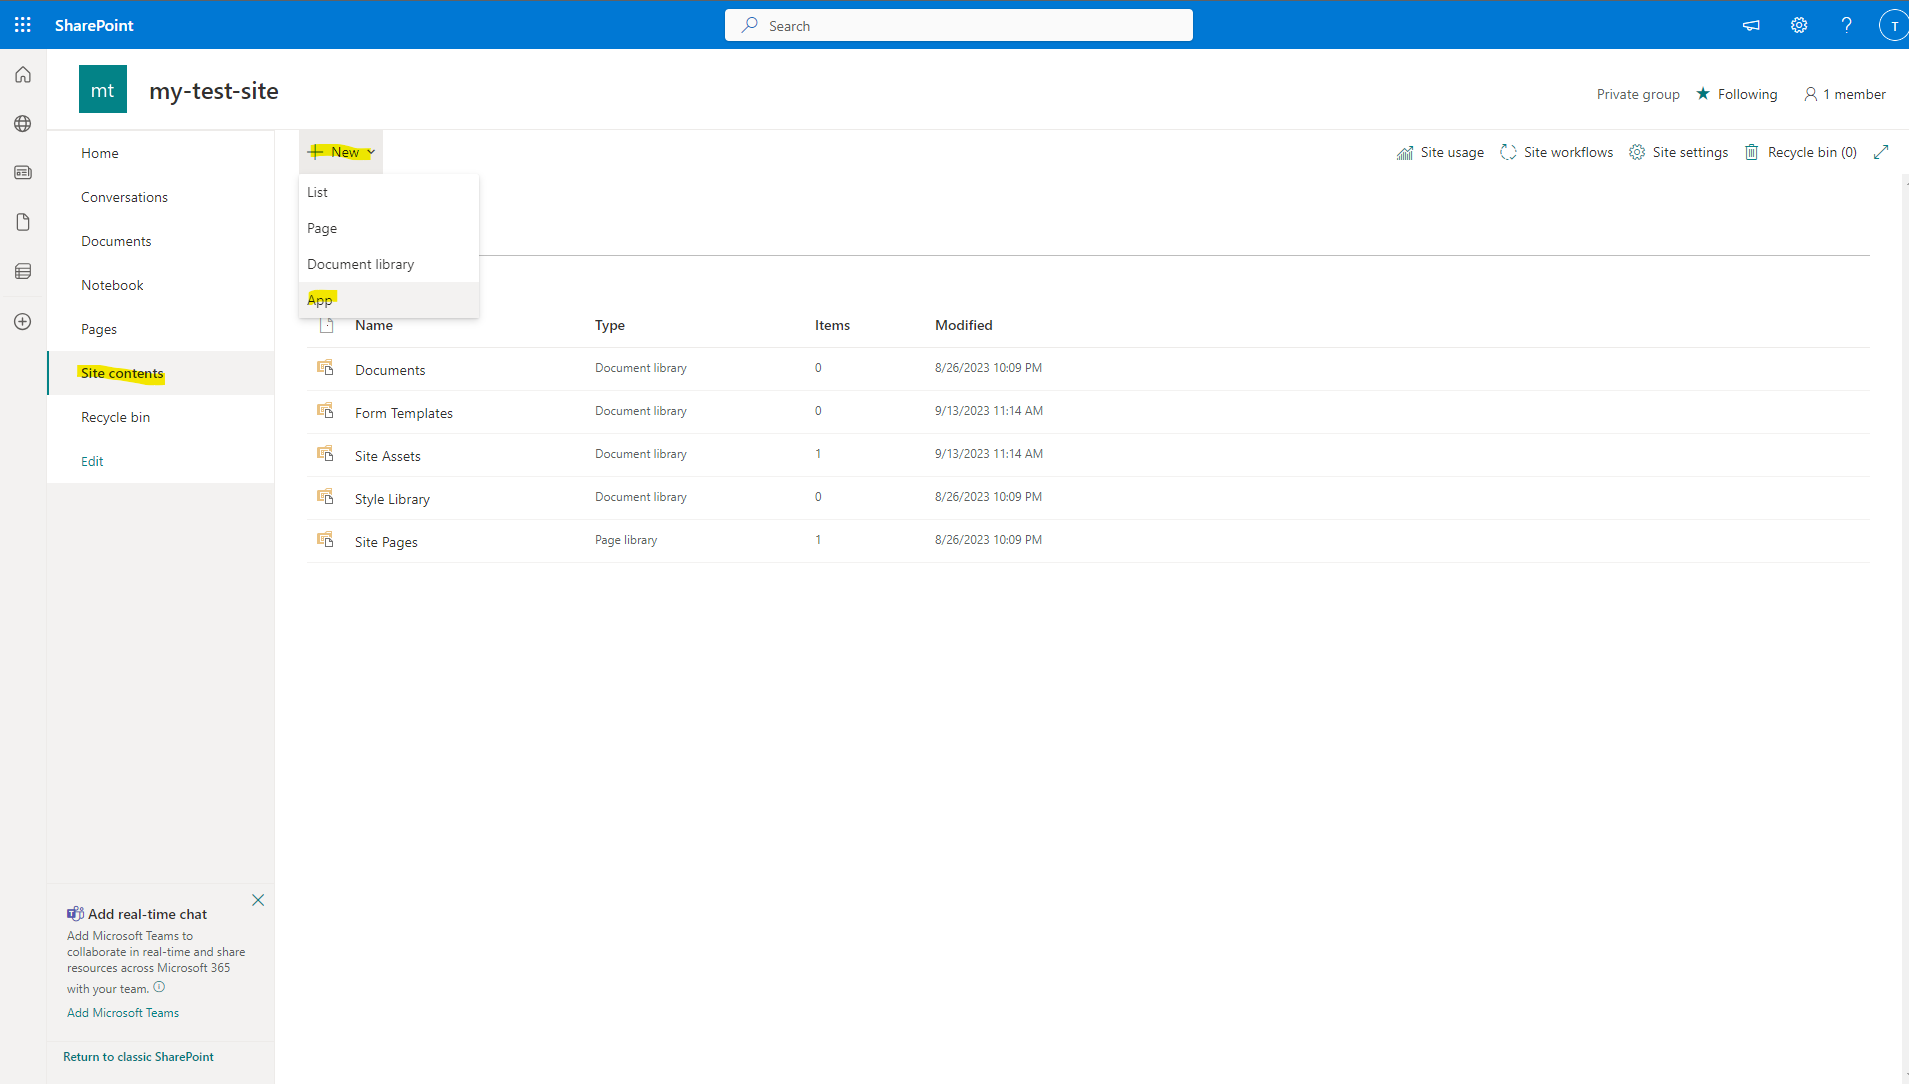 SharePoint
Search
T
mt
my-test-site
Private group
Following
1 member
Home
Conversations
Documents
Notebook
Pages
Site contents
Recycle bin
Edit
New
Site usage
Site workflows
Site settings
Recycle bin (0)
List
Page
Document library
App
Name Type Items Modified
Documents Document library 0 8/26/2023 10:09 PM
Form Templates Document library 0 9/13/2023 11:14 AM
Site Assets Document library 1 9/13/2023 11:14 AM
Style Library Document library 0 8/26/2023 10:09 PM
Site Pages Page library 1 8/26/2023 10:09 PM
Add real-time chat
Add Microsoft Teams to
collaborate in real-time and share
resources across Microsoft 365
with your team.
Add Microsoft Teams
Return to classic SharePoint